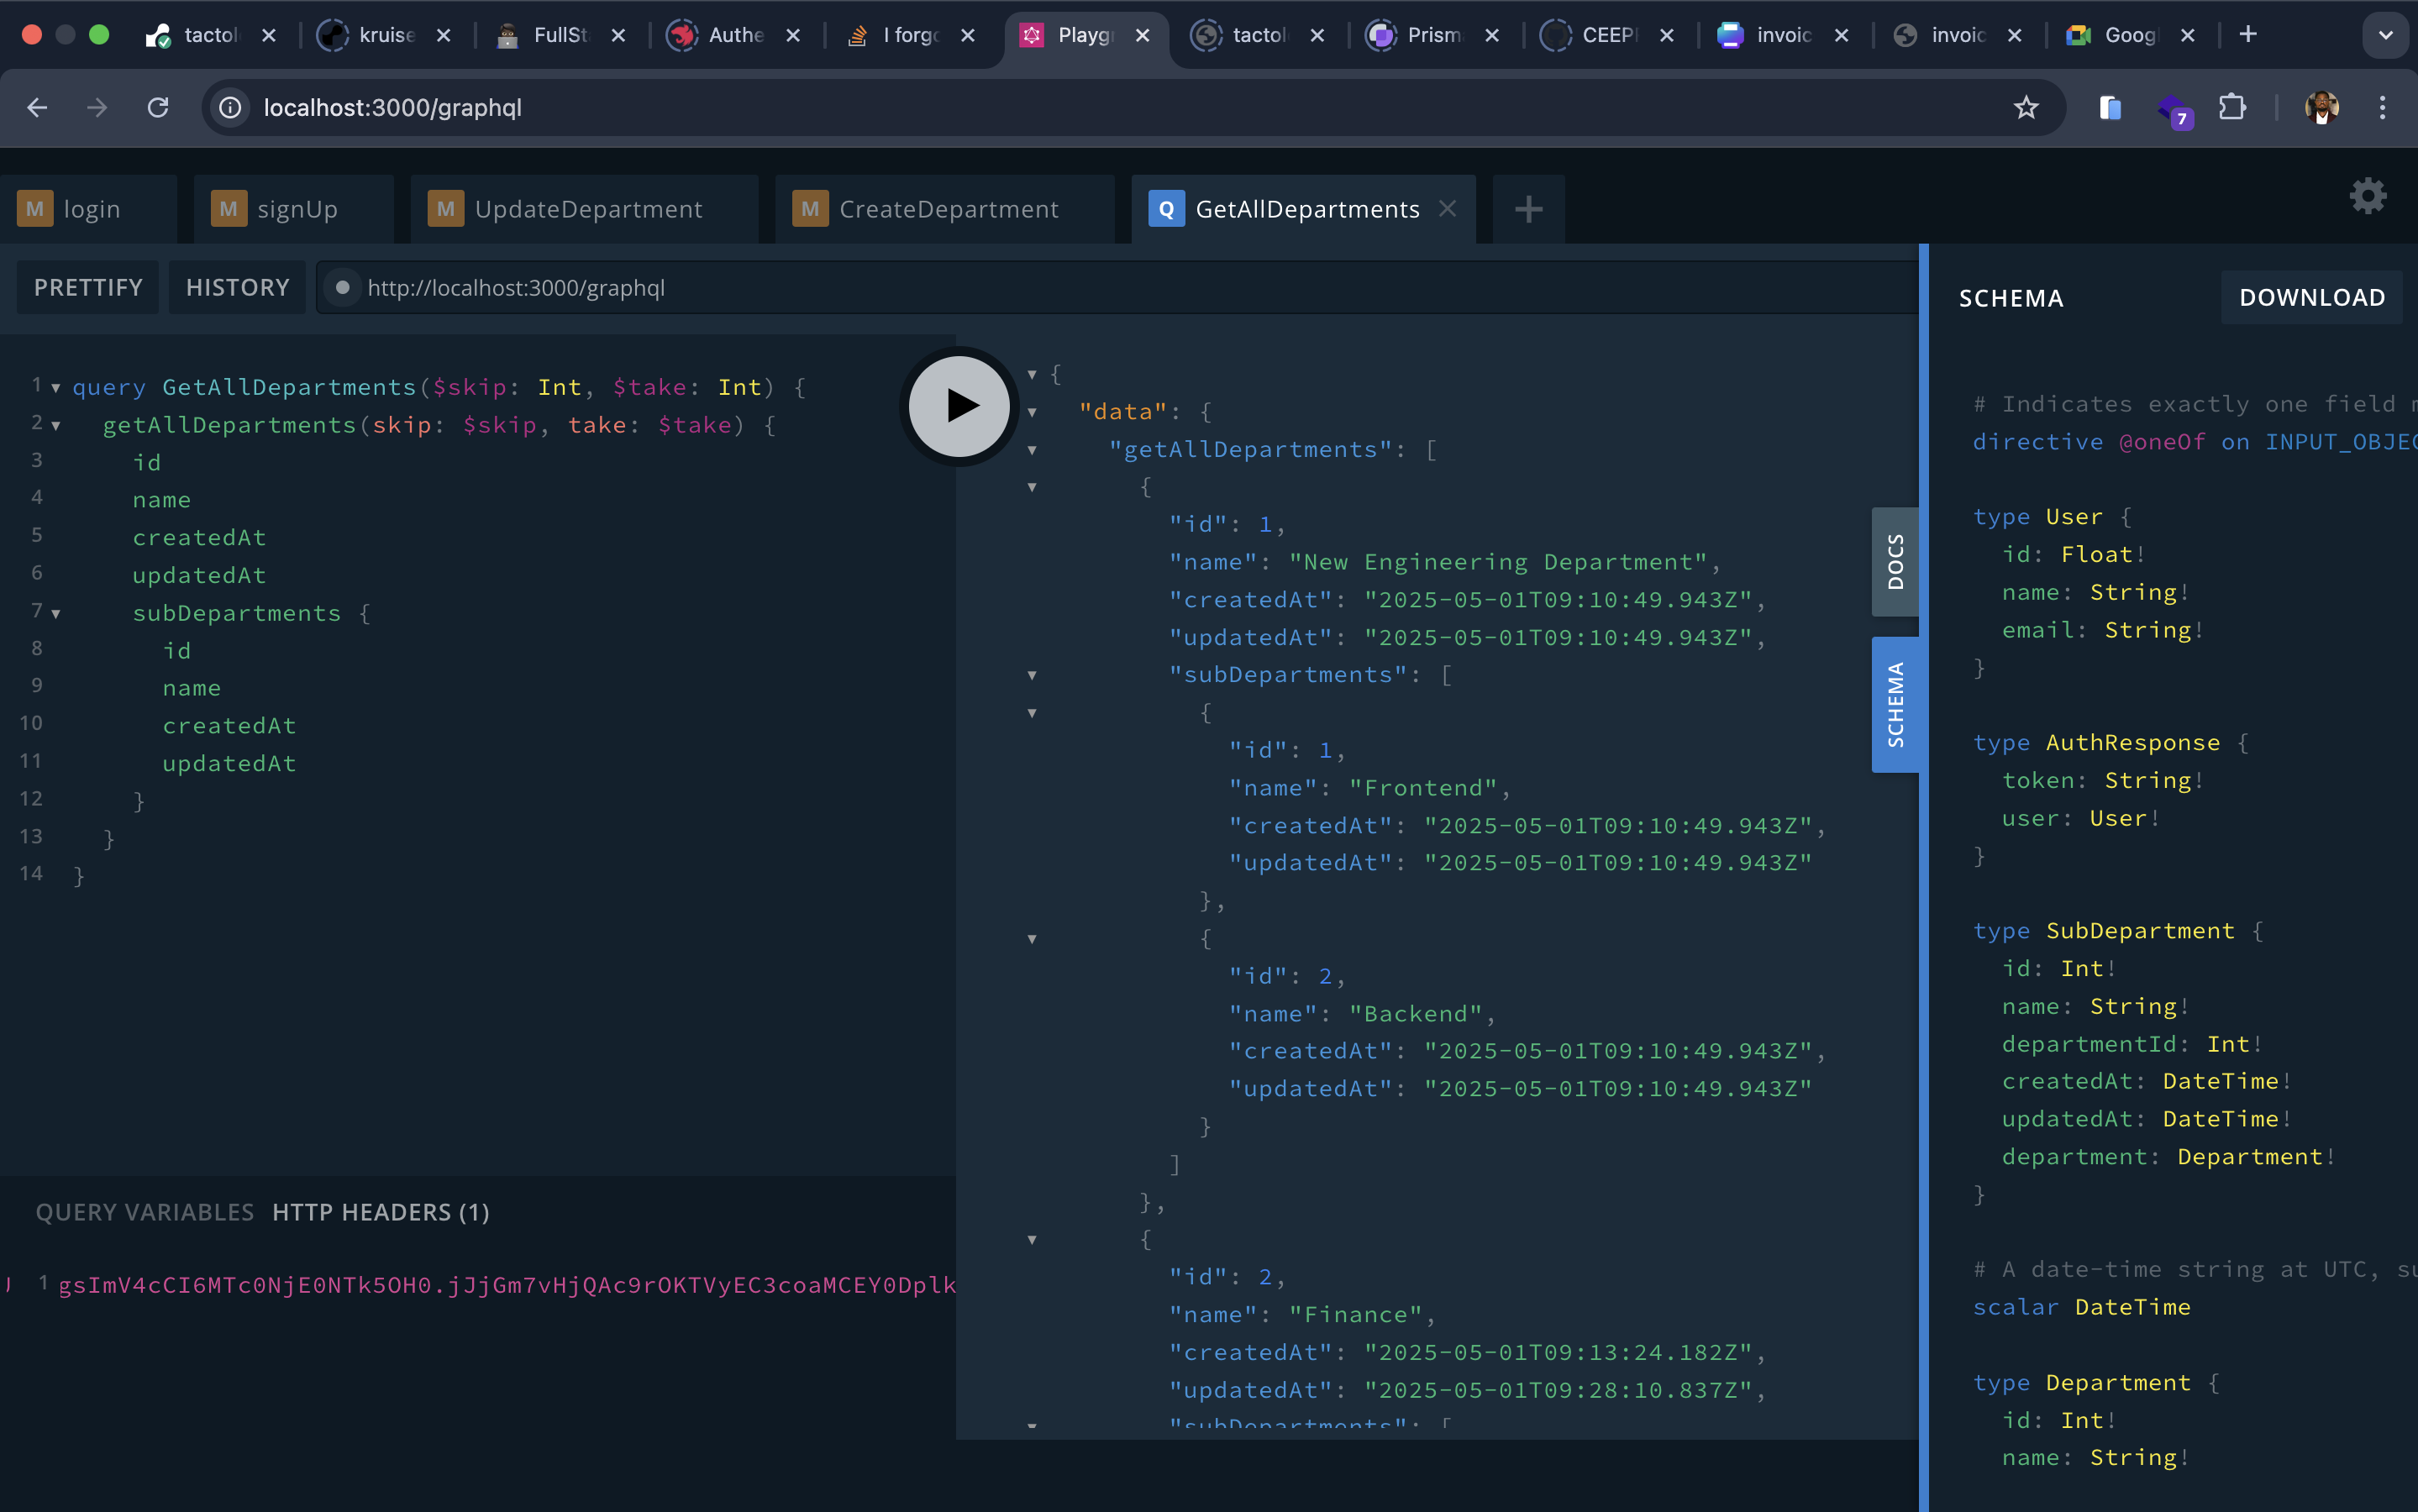 tactol kruise FullSt Authe I forgo Playgr tactol Prism CEEPI invoic invoic Goog
localhost:3000/graphql
7
M login M signUp M UpdateDepartment M CreateDepartment Q GetAllDepartments
PRETTIFY HISTORY http://localhost:3000/graphql
1 query GetAllDepartments($skip: Int, $take: Int) {
2 getAllDepartments(skip: $skip, take: $take) {
3 id
4 name
5 createdAt
6 updatedAt
7 subDepartments {
8 id
9 name
10 createdAt
11 updatedAt
12 }
13 }
14 }
QUERY VARIABLES HTTP HEADERS (1)
1 gsImV4cCI6MTc0NjE0NTk5OH0.jJjGm7vHjQAc9rOKTVyEC3coaMCEY0Dplk
{
"data": {
"getAllDepartments": [
{
"id": 1,
"name": "New Engineering Department",
"createdAt": "2025-05-01T09:10:49.943Z",
"updatedAt": "2025-05-01T09:10:49.943Z",
"subDepartments": [
{
"id": 1,
"name": "Frontend",
"createdAt": "2025-05-01T09:10:49.943Z",
"updatedAt": "2025-05-01T09:10:49.943Z"
},
{
"id": 2,
"name": "Backend",
"createdAt": "2025-05-01T09:10:49.943Z",
"updatedAt": "2025-05-01T09:10:49.943Z"
}
]
},
{
"id": 2,
"name": "Finance",
"createdAt": "2025-05-01T09:13:24.182Z",
"updatedAt": "2025-05-01T09:28:10.837Z",
"subDepartments": [
DOCS
SCHEMA
SCHEMA DOWNLOAD
# Indicates exactly one field m
directive @oneOf on INPUT_OBJEC
type User {
id: Float!
name: String!
email: String!
}
type AuthResponse {
token: String!
user: User!
}
type SubDepartment {
id: Int!
name: String!
departmentId: Int!
createdAt: DateTime!
updatedAt: DateTime!
department: Department!
}
# A date-time string at UTC, su
scalar DateTime
type Department {
id: Int!
name: String!